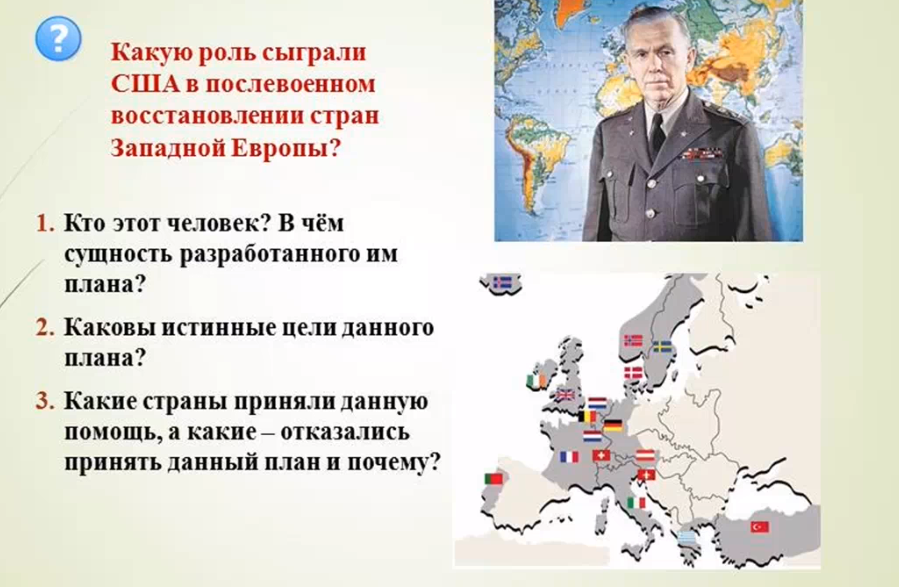 ?
Какую роль сыграли
США в послевоенном
восстановлении стран
Западной Европы?
1. Кто этот человек? В чём
сущность разработанного им
плана?
2. Каковы истинные цели данного
плана?
3. Какие страны приняли данную
помощь, а какие – отказались
принять данный план и почему?